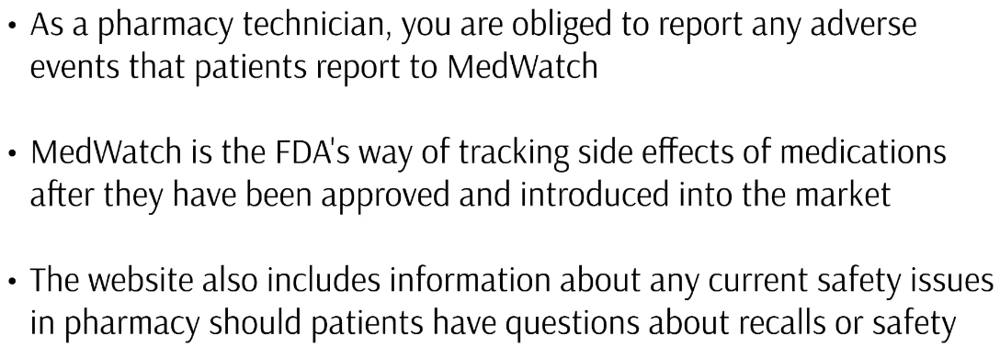 • As a pharmacy technician, you are obliged to report any adverse
events that patients report to MedWatch
• MedWatch is the FDA's way of tracking side effects of medications
after they have been approved and introduced into the market
• The website also includes information about any current safety issues
in pharmacy should patients have questions about recalls or safety